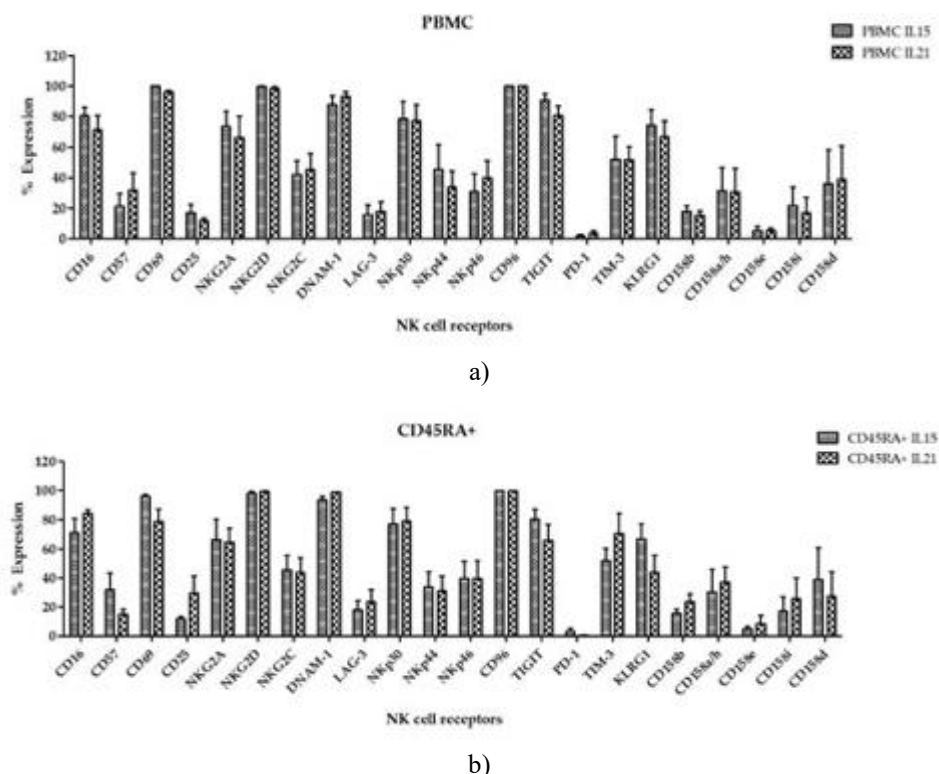 PBMC
PBMC IL15
PBMC IL21
120
100
80
60
40
20
0
% Expression
CD16
CD57
CD69
CD25
NKG2A
NKG2D
NKG2C
DNAM-1
LAG-3
NKp30
NKp44
NKp46
CD96
TIGIT
PD-1
TIM-3
KLRG1
CD158b
CD158a/h
CD158e
CD158i
CD158d
NK cell receptors
a)
CD45RA+
CD45RA+ IL15
CD45RA+ IL21
120
100
80
60
40
20
0
% Expression
CD16
CD57
CD69
CD25
NKG2A
NKG2D
NKG2C
DNAM-1
LAG-3
NKp30
NKp44
NKp46
CD96
TIGIT
PD-1
TIM-3
KLRG1
CD158b
CD158a/h
CD158e
CD158i
CD158d
NK cell receptors
b)